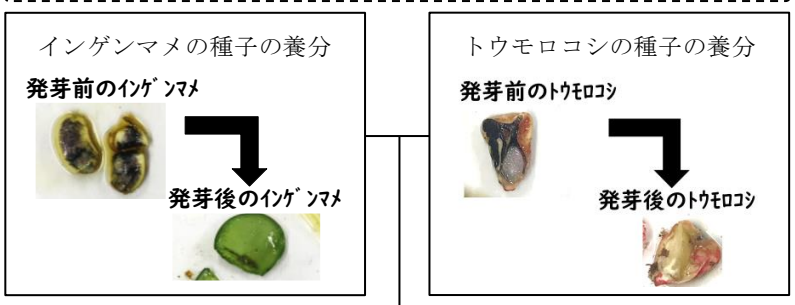 インゲンマメの種子の養分
発芽前のｲﾝｹﾞﾝﾏﾒ
発芽後のｲﾝｹﾞﾝﾏﾒ
トウモロコシの種子の養分
発芽前のﾄｳﾓﾛｺｼ
発芽後のﾄｳﾓﾛｺｼ